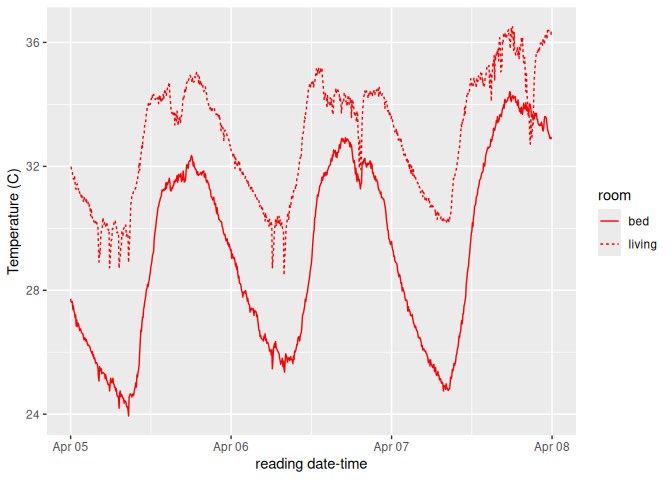 36
32
28
24
Temperature (C)
Apr 05
Apr 06
Apr 07
Apr 08
reading date-time
room
bed
living